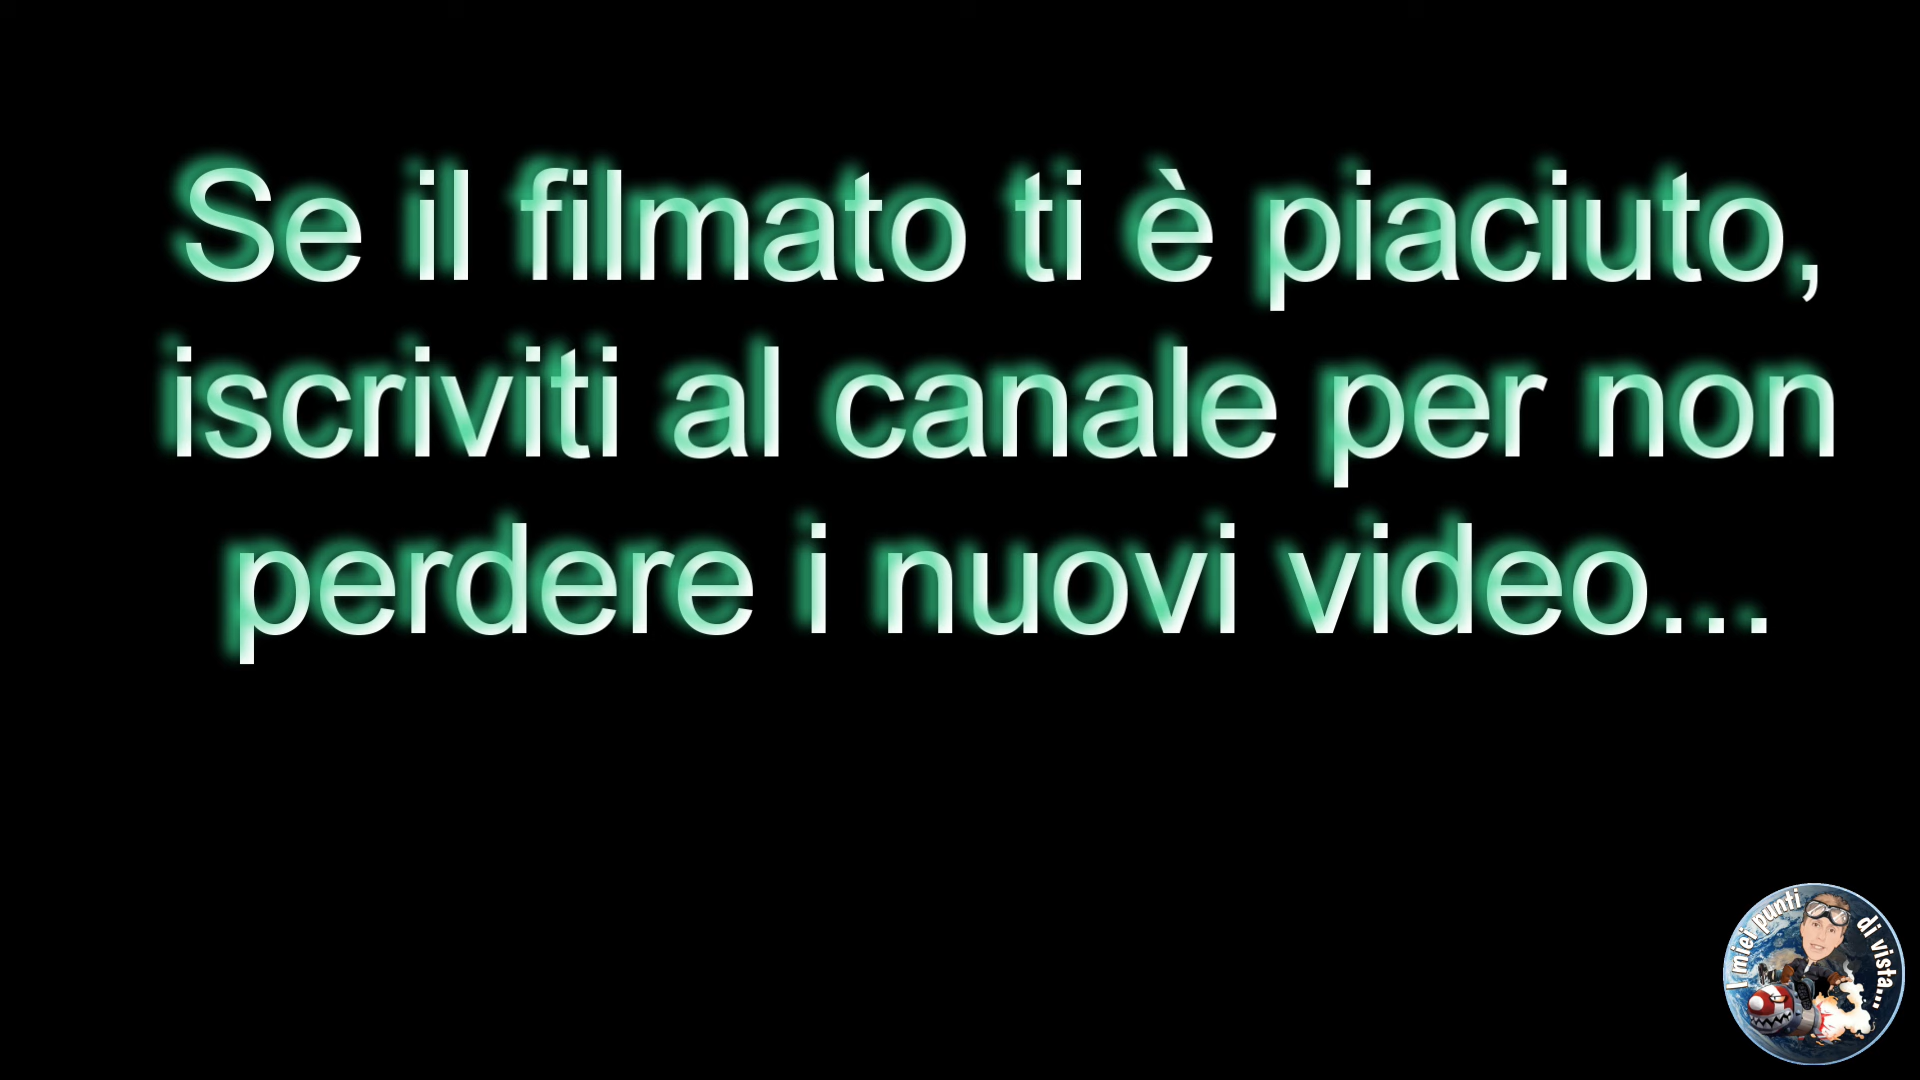 Se il filmato ti è piaciuto,
iscriviti al canale per non
perdere i nuovi video...
I miei punti di vista...